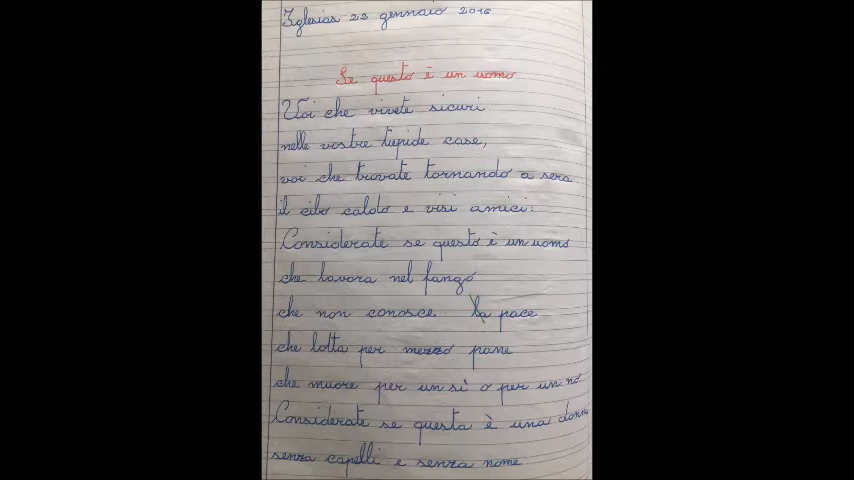 Iglesias 22 gennaio 2016
Se questo è un uomo
Voi che vivete sicuri
nelle vostre tiepide case,
voi che trovate tornando a sera
il cibo caldo e visi amici:
Considerate se questo è un uomo
che lavora nel fango
che non conosce la pace
che lotta per mezzo pane
che muore per un sì o per un no
Considerate se questa è una donna
senza capelli e senza nome